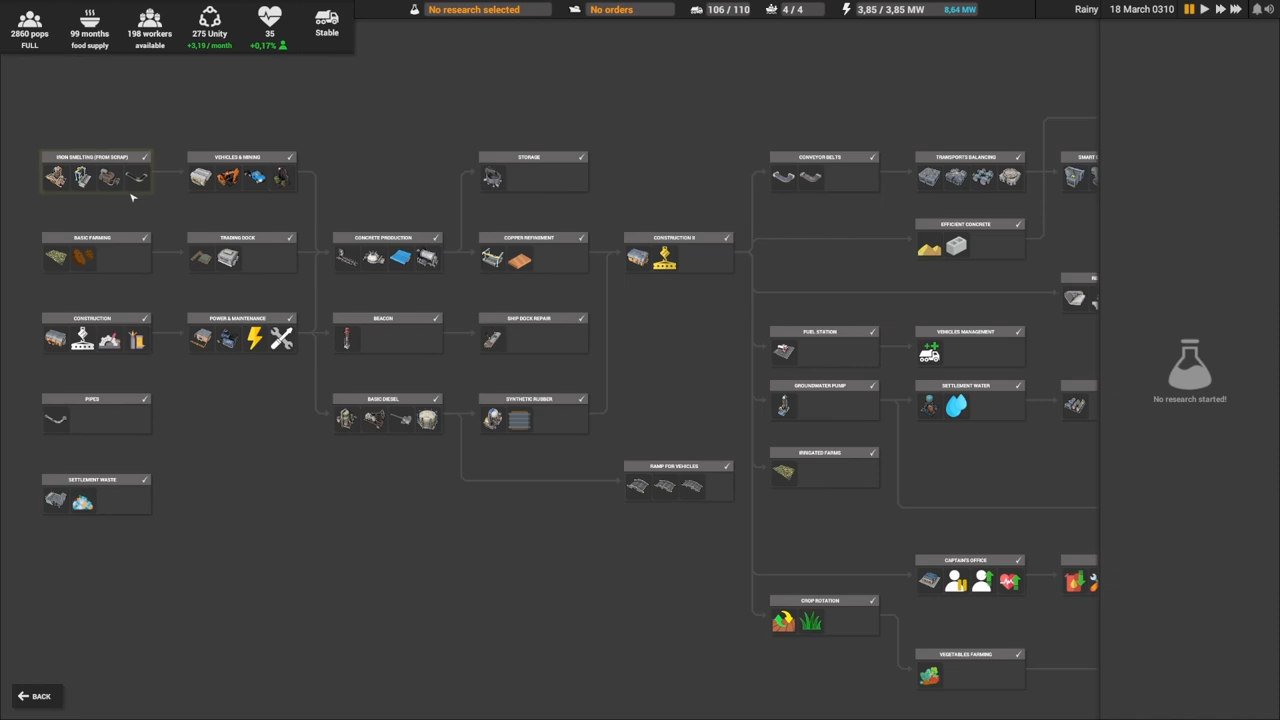 2860 pops
FULL
99 months
food supply
198 workers
available
275 Unity
+3,19 / month
35
+0,17%
Stable
No research selected
No orders
106 / 110
4 / 4
3,85 / 3,85 MW
8,64 MW
Rainy
18 March 0310
IRON SMELTING (FROM SCRAP)
VEHICLES & MINING
STORAGE
CONVEYOR BELTS
TRANSPORTS BALANCING
SMART
EFFICIENT CONCRETE
BASIC FARMING
TRADING DOCK
CONCRETE PRODUCTION
COPPER REFINEMENT
CONSTRUCTION II
CONSTRUCTION
POWER & MAINTENANCE
BEACON
SHIP DOCK REPAIR
FUEL STATION
VEHICLES MANAGEMENT
GROUNDWATER PUMP
SETTLEMENT WATER
PIPES
BASIC DIESEL
SYNTHETIC RUBBER
No research started!
IRRIGATED FARMS
RAMP FOR VEHICLES
SETTLEMENT WASTE
CAPTAIN'S OFFICE
CROP ROTATION
VEGETABLES FARMING
BACK